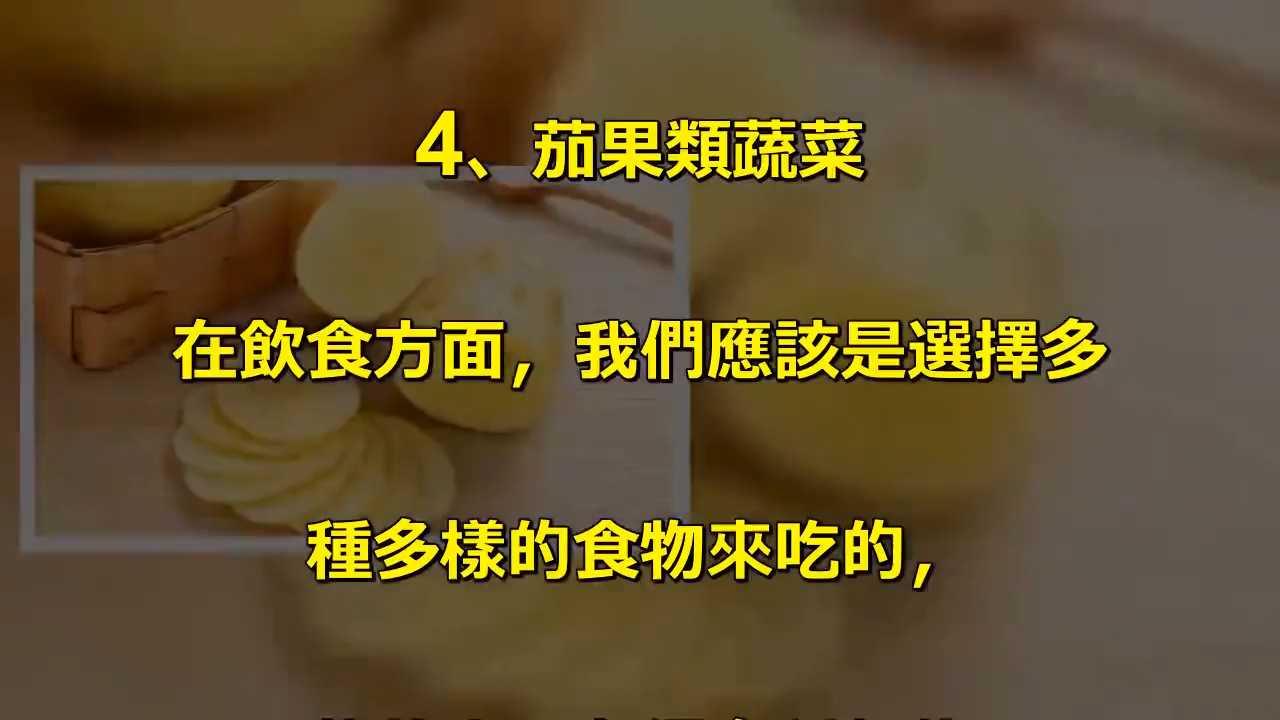 4、茄果類蔬菜
在飲食方面，我們應該是選擇多
種多樣的食物來吃的，